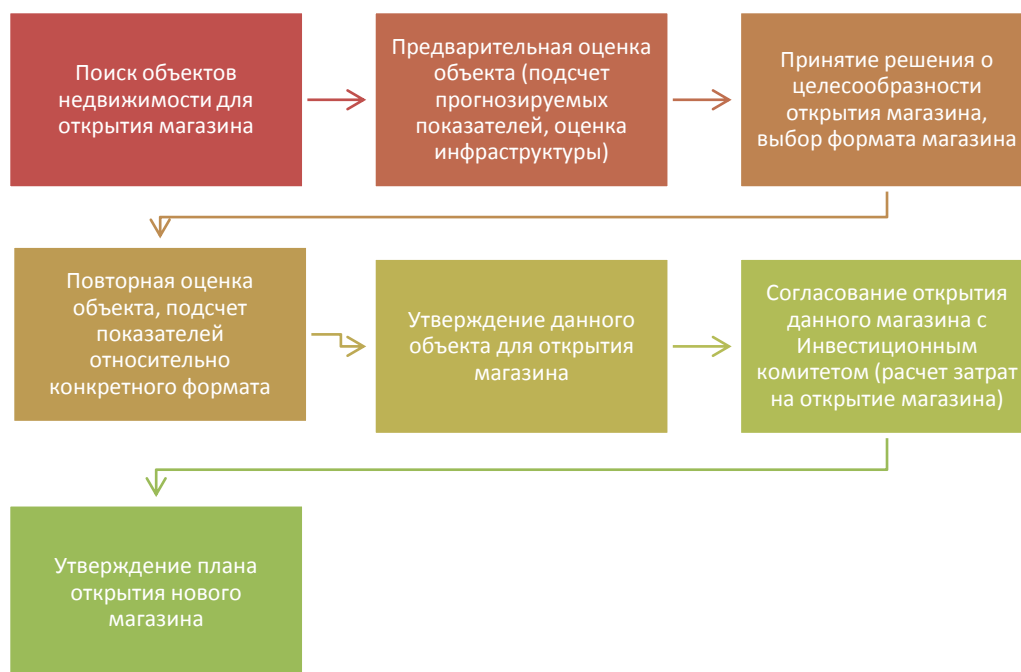 Поиск объектов
недвижимости для
открытия магазина
Предварительная оценка
объекта (подсчет
прогнозируемых
показателей, оценка
инфраструктуры)
Принятие решения о
целесообразности
открытия магазина,
выбор формата магазина
Повторная оценка
объекта, подсчет
показателей
относительно
конкретного формата
Утверждение данного
объекта для открытия
магазина
Согласование открытия
данного магазина с
Инвестиционным
комитетом (расчет затрат
на открытие магазина)
Утверждение плана
открытия нового
магазина